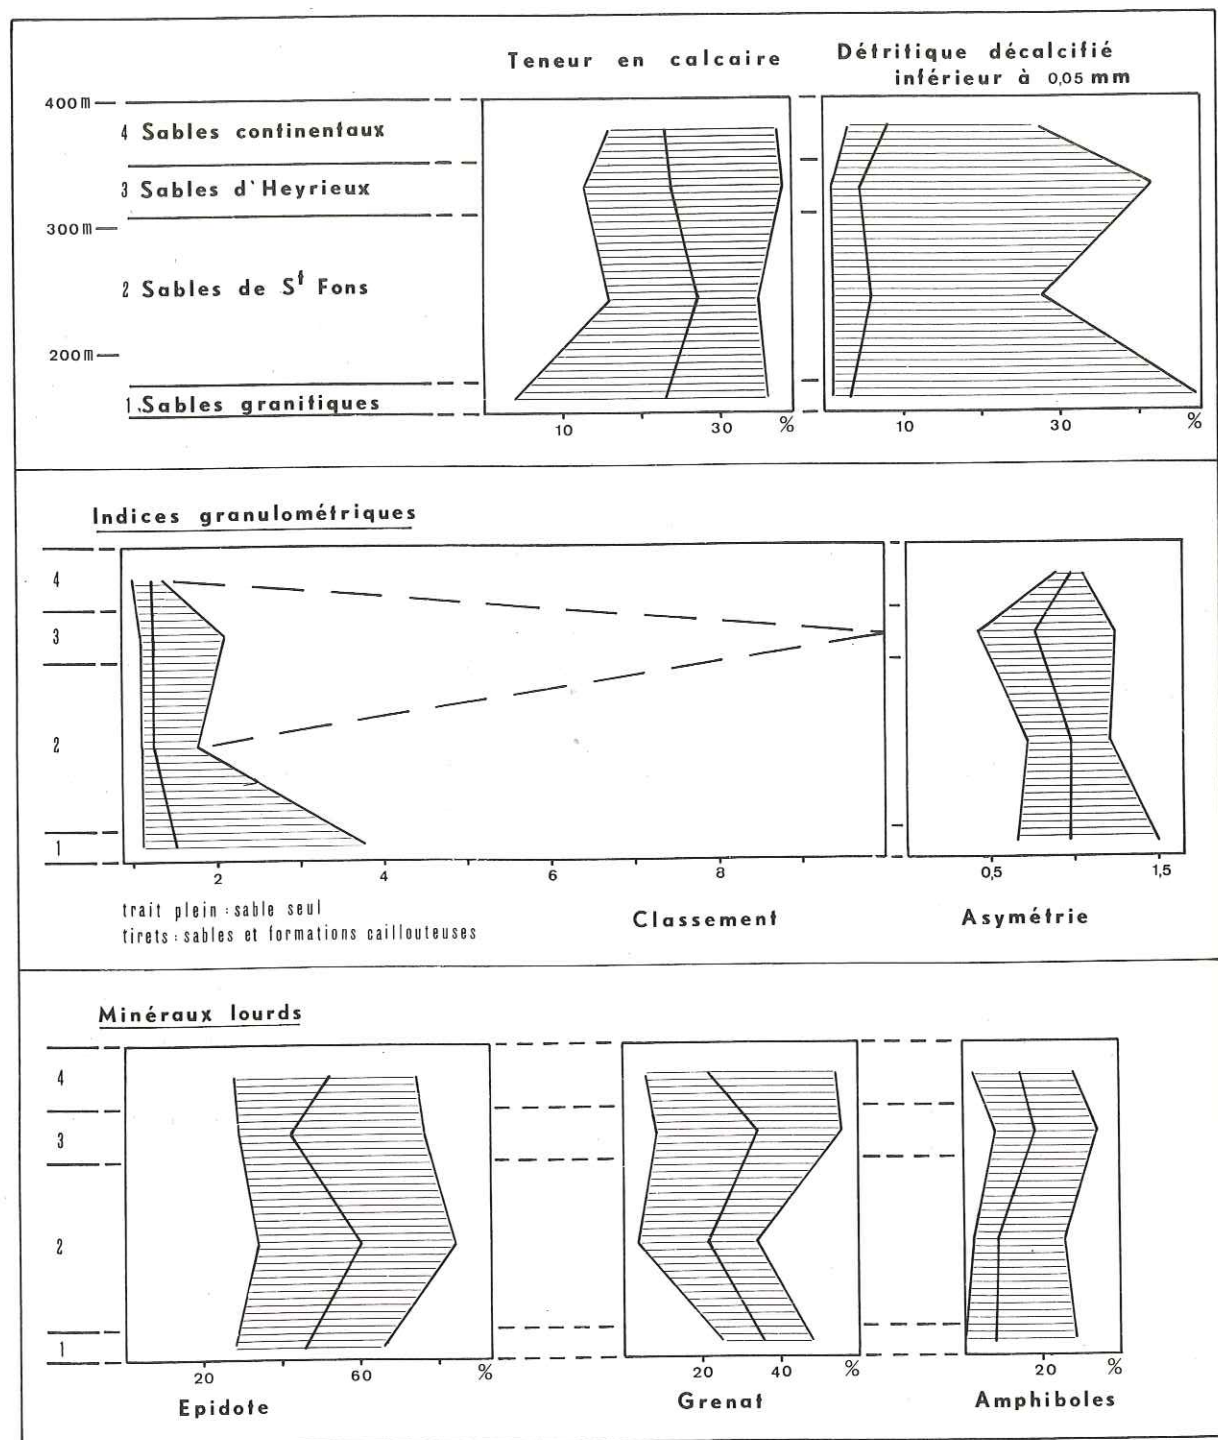 Teneur en calcaire
Détritique décalcifié
inférieur à 0,05 mm
400m
4 Sables continentaux
3 Sables d'Heyrieux
300m
2 Sables de St Fons
200m
1 Sables granitiques
10 30 %
10 30 %
Indices granulométriques
4
3
2
1
2 4 6 8
0,5 1,5
trait plein : sable seul
tirets : sables et formations caillouteuses
Classement
Asymétrie
Minéraux lourds
4
3
2
1
20 60 %
20 40 %
20 %
Epidote
Grenat
Amphiboles